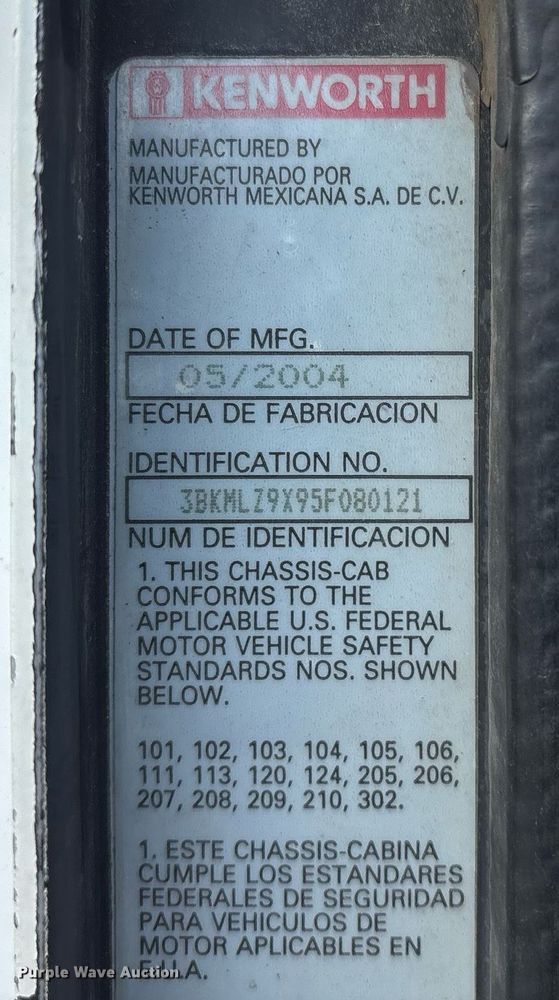 KENWORTH
MANUFACTURED BY
MANUFACTURADO POR
KENWORTH MEXICANA S.A. DE C.V.
DATE OF MFG.
05/2004
FECHA DE FABRICACION
IDENTIFICATION NO.
3BKMLZ9X95F080121
NUM DE IDENTIFICACION
1. THIS CHASSIS-CAB
CONFORMS TO THE
APPLICABLE U.S. FEDERAL
MOTOR VEHICLE SAFETY
STANDARDS NOS. SHOWN
BELOW.
101, 102, 103, 104, 105, 106,
111, 113, 120, 124, 205, 206,
207, 208, 209, 210, 302.
1. ESTE CHASSIS-CABINA
CUMPLE LOS ESTANDARES
FEDERALES DE SEGURIDAD
PARA VEHICULOS DE
MOTOR APLICABLES EN
E.U.A.
Purple Wave Auction